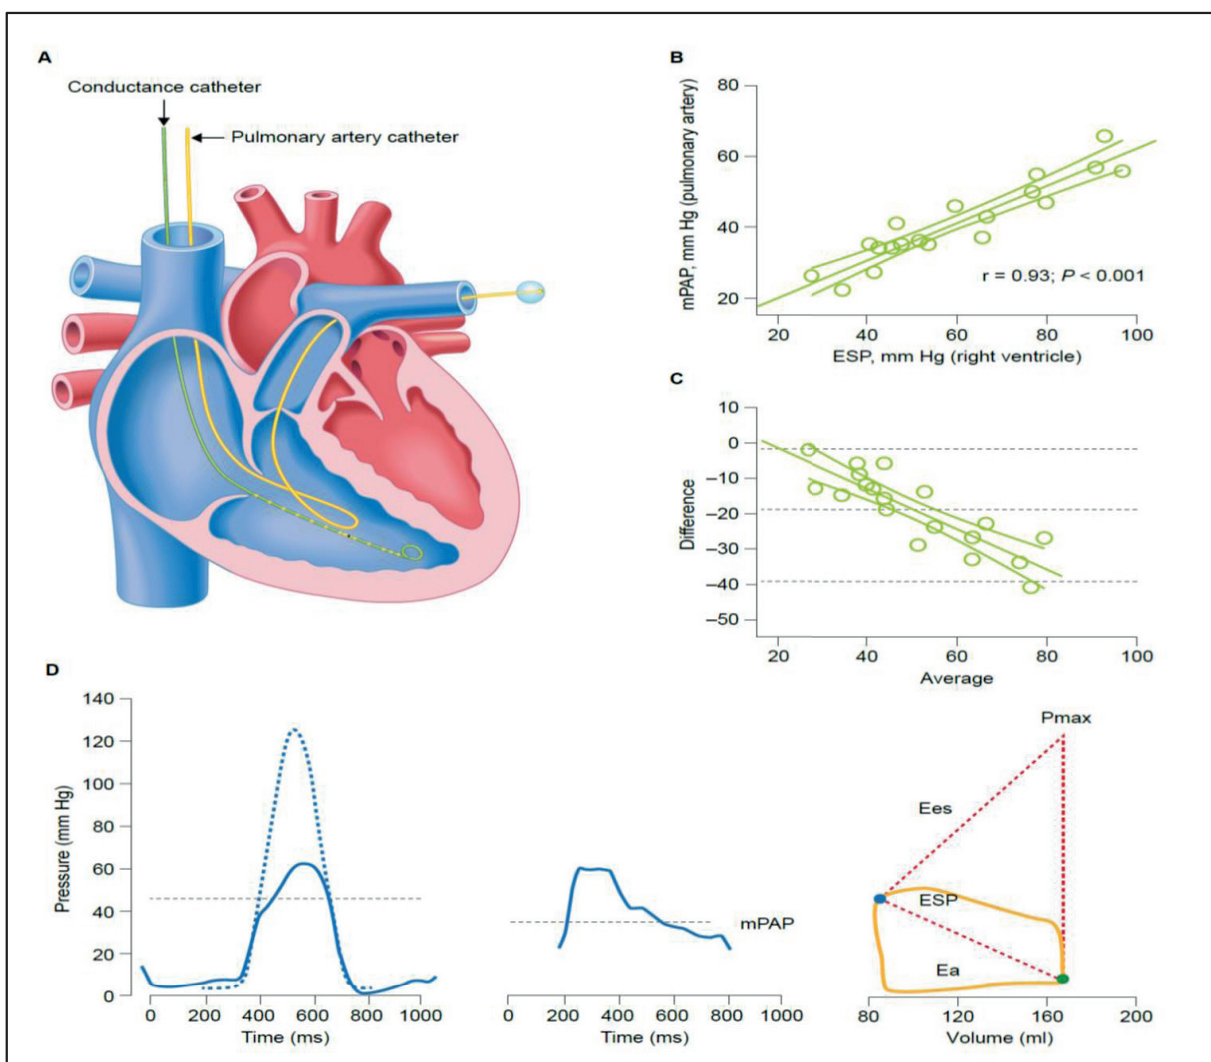 A
Conductance catheter
Pulmonary artery catheter
B
mPAP, mm Hg (pulmonary artery)
80
60
40
20
r = 0.93; P < 0.001
20 40 60 80 100
ESP, mm Hg (right ventricle)
C
Difference
10
0
–10
–20
–30
–40
–50
20 40 60 80 100
Average
D
Pressure (mm Hg)
140
120
100
80
60
40
20
0
0 200 400 600 800 1000
Time (ms)
mPAP
0 200 400 600 800 1000
Time (ms)
Pmax
Ees
ESP
Ea
80 120 160 200
Volume (ml)